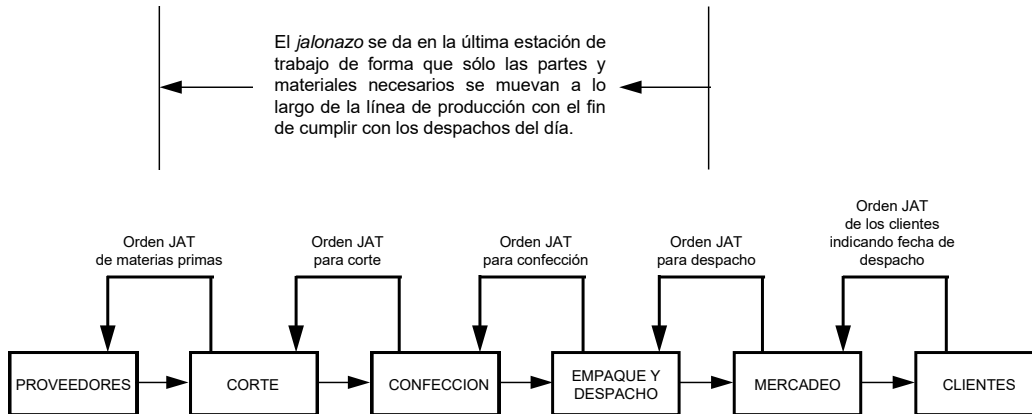 El jalonazo se da en la última estación de
trabajo de forma que sólo las partes y
materiales necesarios se muevan a lo
largo de la línea de producción con el fin
de cumplir con los despachos del día.
Orden JAT
de materias primas
Orden JAT
para corte
Orden JAT
para confección
Orden JAT
para despacho
Orden JAT
de los clientes
indicando fecha de
despacho
PROVEEDORES
CORTE
CONFECCION
EMPAQUE Y
DESPACHO
MERCADEO
CLIENTES